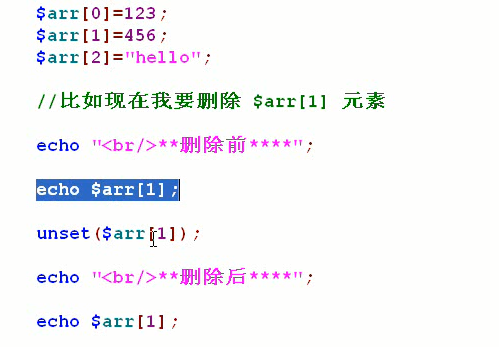 $arr[0]=123;
$arr[1]=456;
$arr[2]="hello";
//比如现在我要删除 $arr[1] 元素
echo "<br/>**删除前****";
echo $arr[1];
unset($arr[1]);
echo "<br/>**删除后****";
echo $arr[1];